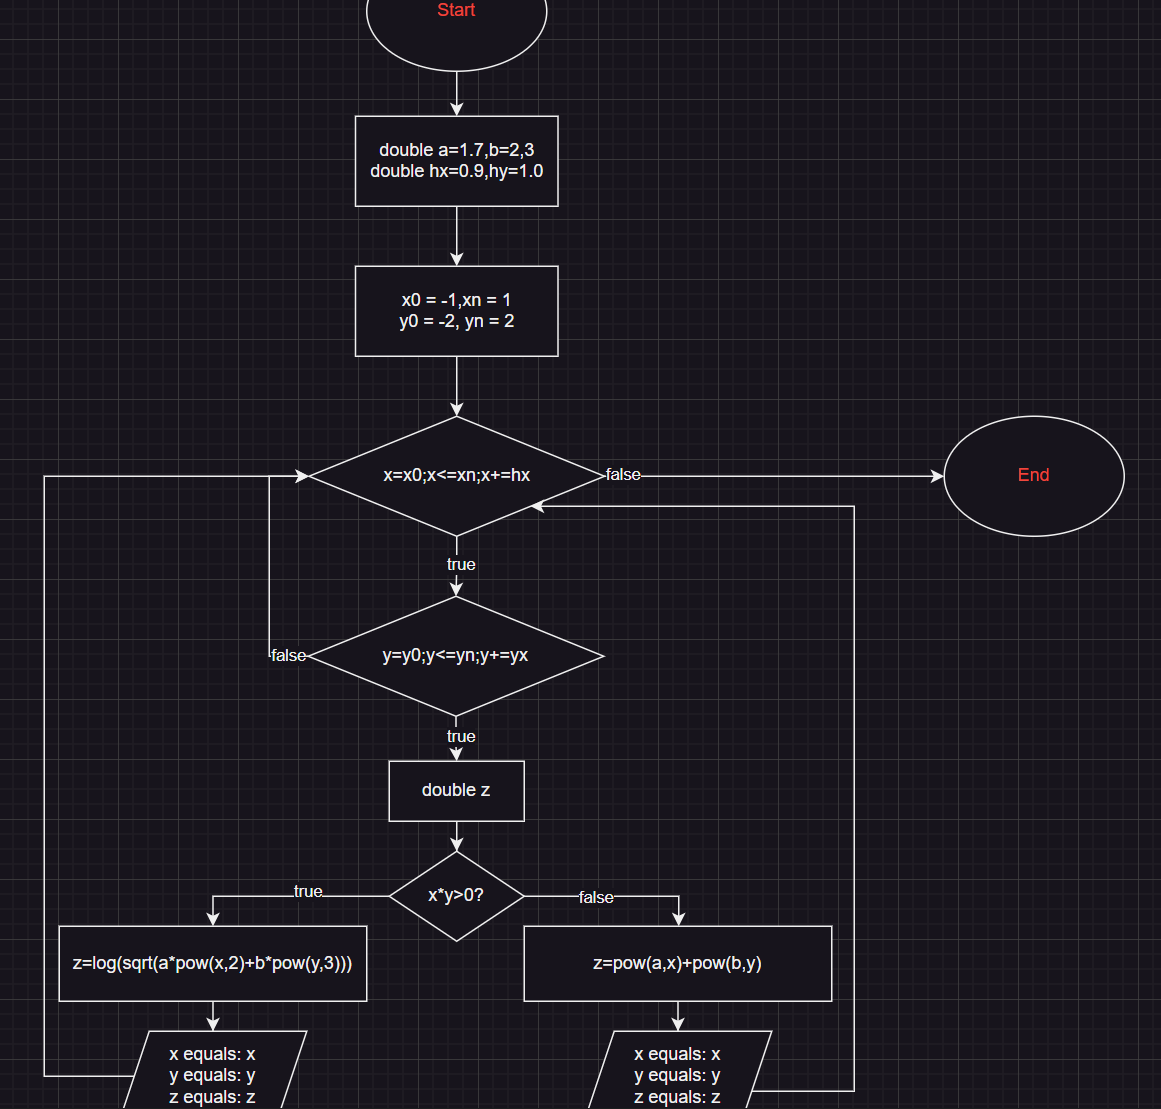 Start
double a=1.7,b=2,3
double hx=0.9,hy=1.0
x0 = -1,xn = 1
y0 = -2, yn = 2
x=x0;x<=xn;x+=hx
false
End
true
y=y0;y<=yn;y+=yx
false
true
double z
x*y>0?
true
false
z=log(sqrt(a*pow(x,2)+b*pow(y,3)))
z=pow(a,x)+pow(b,y)
x equals: x
y equals: y
z equals: z
x equals: x
y equals: y
z equals: z